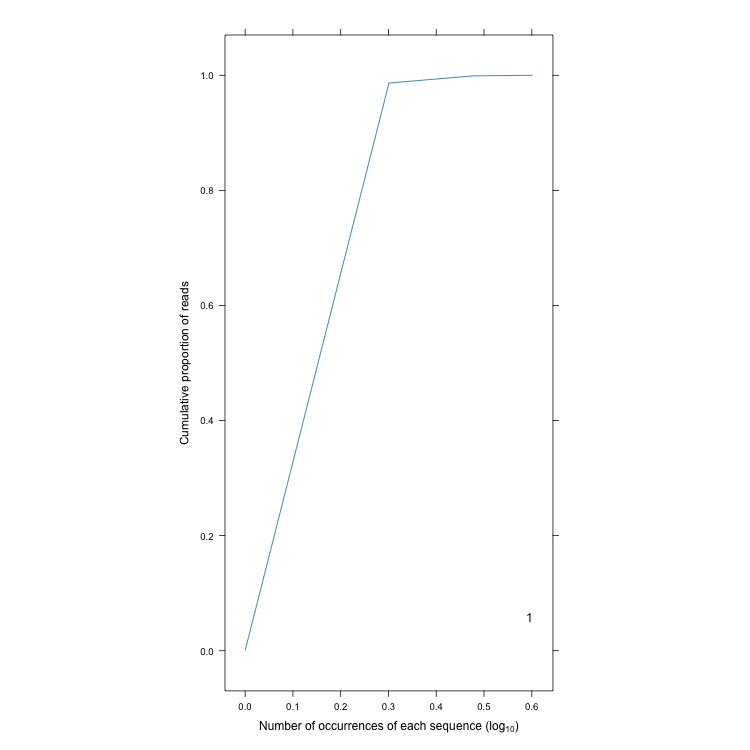 1.0
0.8
0.6
0.4
0.2
0.0
Cumulative proportion of reads
1
0.0 0.1 0.2 0.3 0.4 0.5 0.6
Number of occurrences of each sequence (log₁₀)